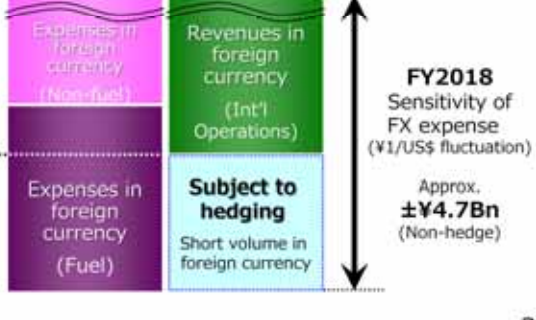 Expenses in
foreign
currency
(Non-fuel)
Expenses in
foreign
currency
(Fuel)
Revenues in
foreign
currency
(Int'l
Operations)
Subject to
hedging
Short volume in
foreign currency
FY2018
Sensitivity of
FX expense
(¥1/US$ fluctuation)
Approx.
±¥4.7Bn
(Non-hedge)